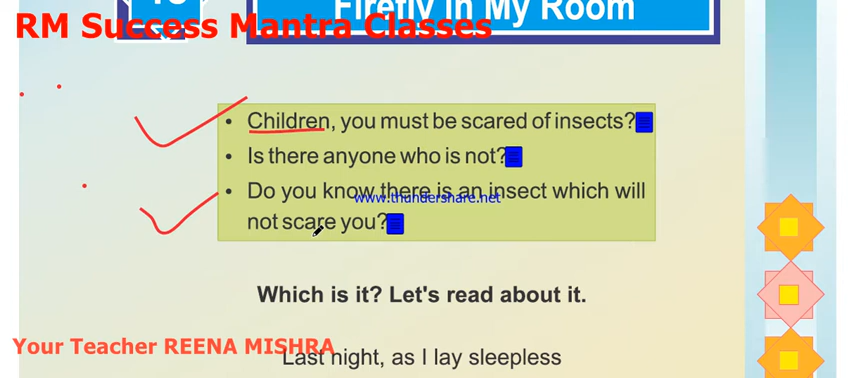 Firefly in My Room
RM Success Mantra Classes
• Children, you must be scared of insects?
• Is there anyone who is not?
• Do you know there is an insect which will
www.thundershare.net
not scare you?
Which is it? Let's read about it.
Your Teacher REENA MISHRA
Last night, as I lay sleepless